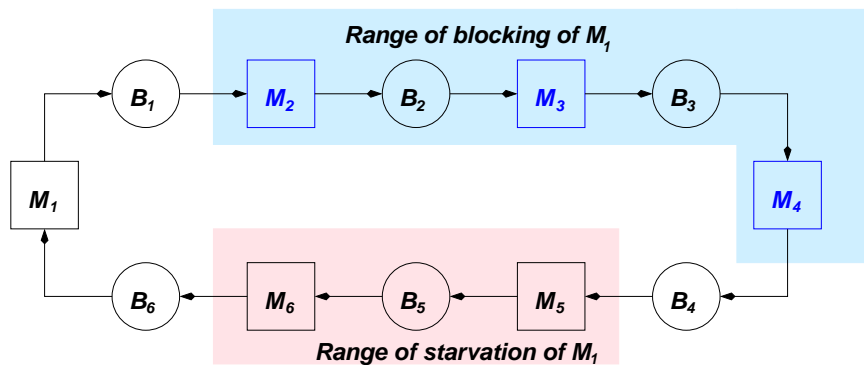 Range of blocking of M1
B1
M2
B2
M3
B3
M1
M4
B6
M6
B5
M5
B4
Range of starvation of M1